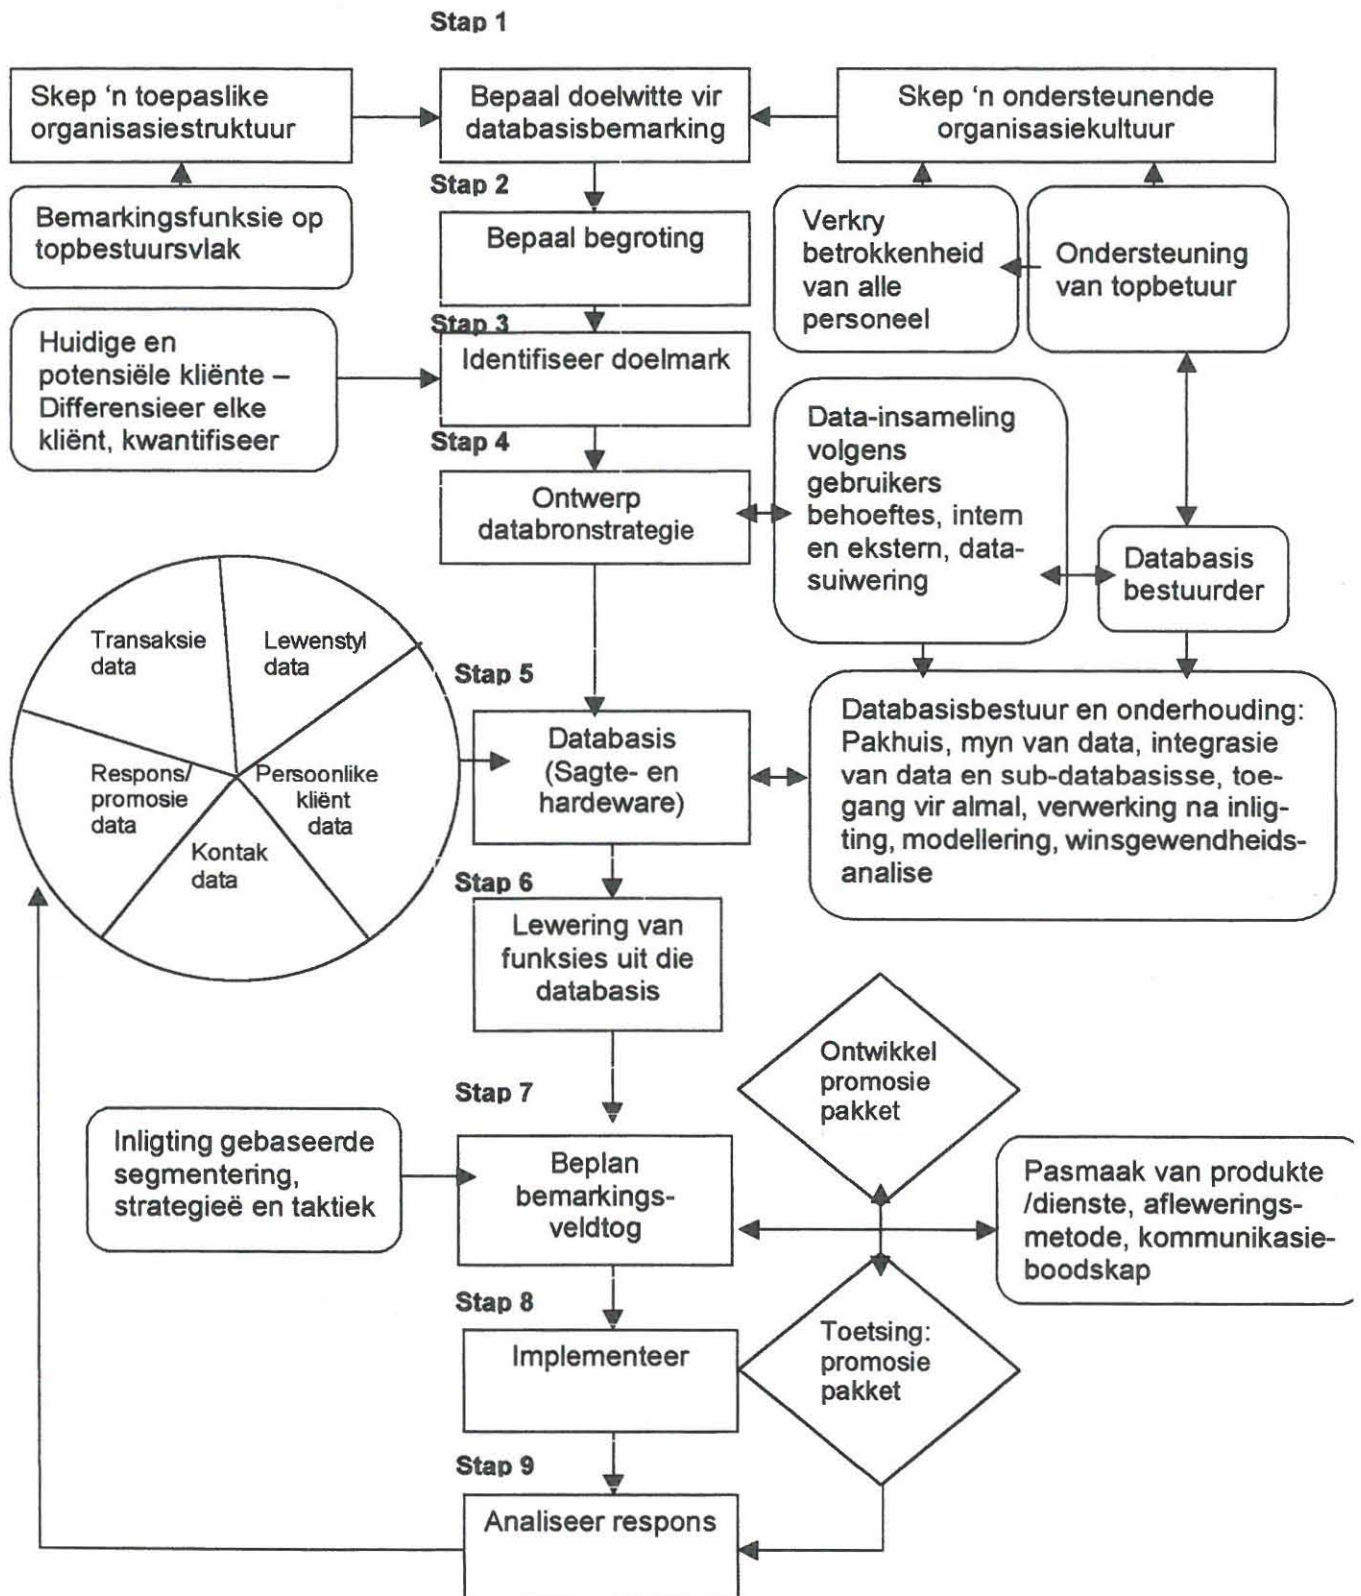 Stap 1
Skep ‘n toepaslike
organisasiestruktuur
Bepaal doelwitte vir
databasisbemarking
Skep ‘n ondersteunende
organisasiekultuur
Stap 2
Bemarkingsfunksie op
topbestuursvlak
Bepaal begroting
Verkry
betrokkenheid
van alle
personeel
Ondersteuning
van topbetuur
Stap 3
Huidige en
potensiële kliënte –
Differensieer elke
kliënt, kwantifiseer
Identifiseer doelmark
Stap 4
Ontwerp
databronstrategie
Data-insameling
volgens
gebruikers
behoeftes, intern
en ekstern, data-
suiwering
Databasis
bestuurder
Transaksie
data
Lewenstyl
data
Respons/
promosie
data
Persoonlike
kliënt
data
Kontak
data
Stap 5
Databasis
(Sagte- en
hardeware)
Databasisbestuur en onderhouding:
Pakhuis, myn van data, integrasie
van data en sub-databasisse, toe-
gang vir almal, verwerking na inlig-
ting, modellering, winsgewendheids-
analise
Stap 6
Lewering van
funksies uit die
databasis
Ontwikkel
promosie
pakket
Stap 7
Inligting gebaseerde
segmentering,
strategieë en taktiek
Beplan
bemarkings-
veldtog
Pasmaak van produkte
/dienste, aflewerings-
metode, kommunikasie-
boodskap
Stap 8
Implementeer
Toetsing:
promosie
pakket
Stap 9
Analiseer respons